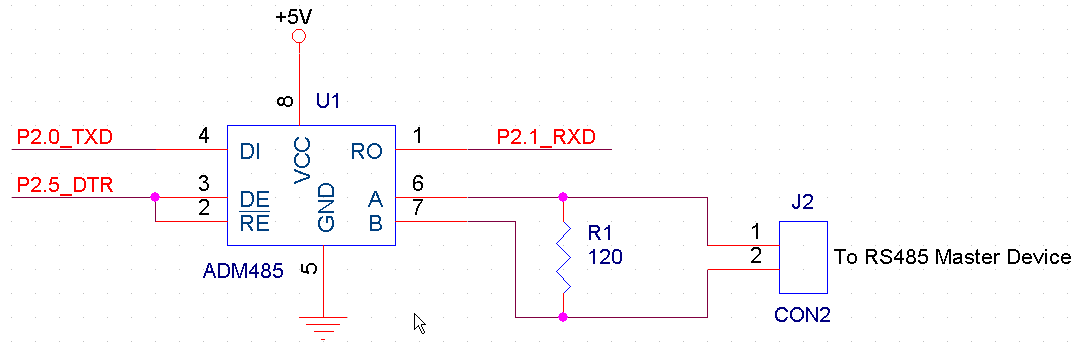 +5V
8
U1
P2.0_TXD
4
1
P2.1_RXD
DI
VCC
RO
P2.5_DTR
3
6
DE
GND
A
2
7
RE
B
J2
R1
120
1
2
To RS485 Master Device
ADM485
5
CON2